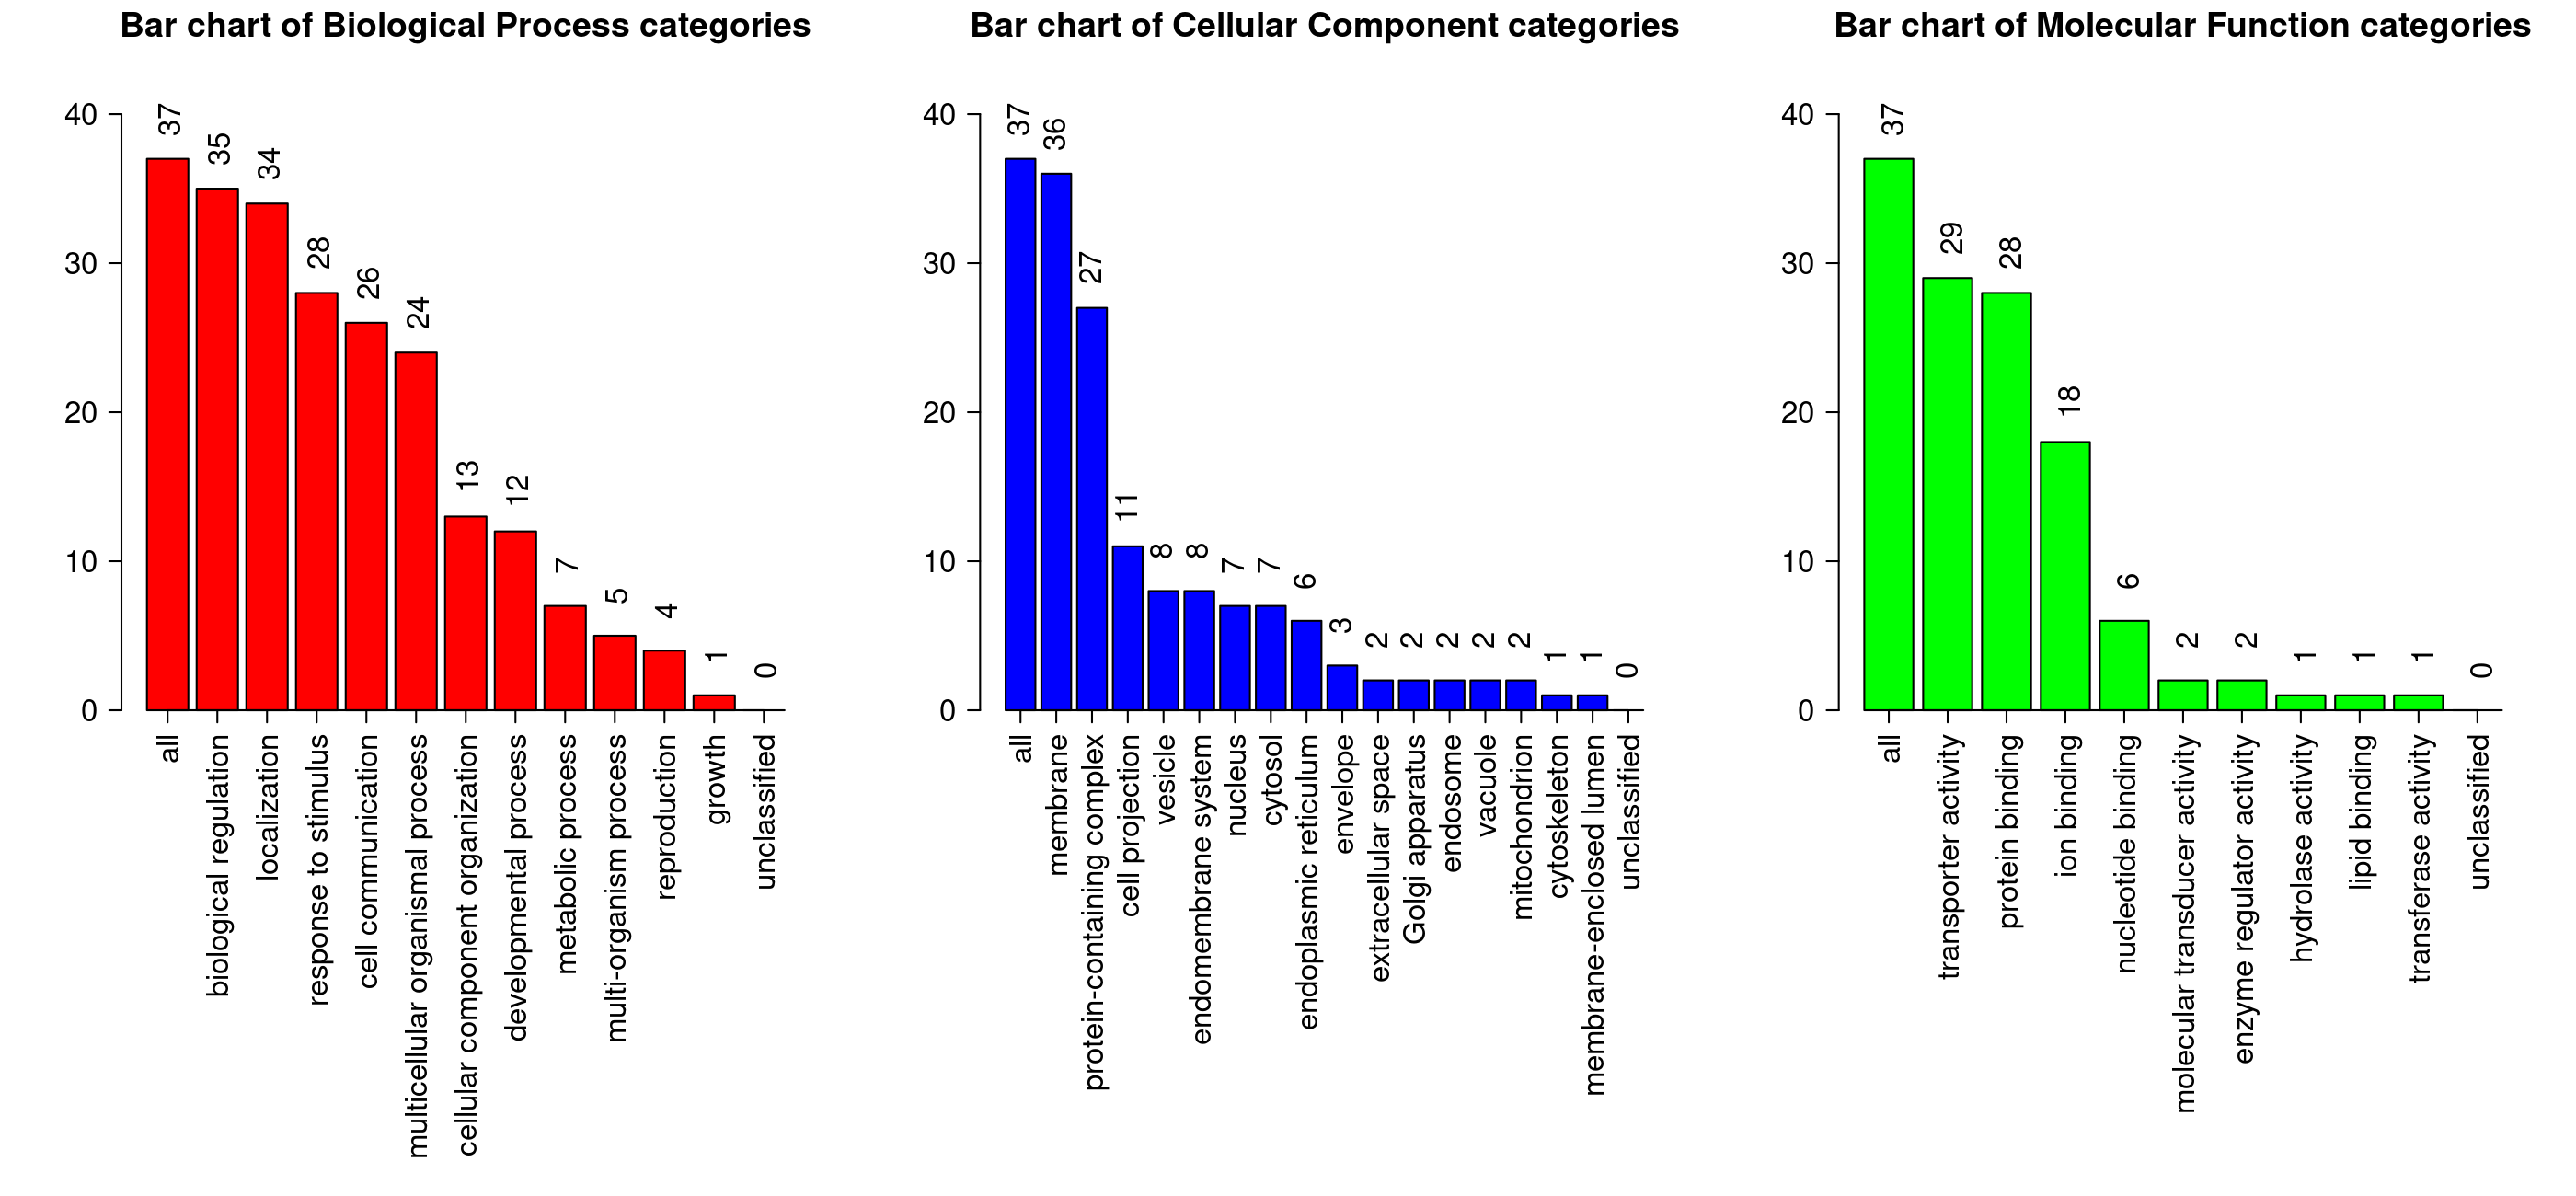 Bar chart of Biological Process categories
40
30
20
10
0
37
35
34
28
26
24
13
12
7
5
4
1
0
all
biological regulation
localization
response to stimulus
cell communication
multicellular organismal process
cellular component organization
developmental process
metabolic process
multi-organism process
reproduction
growth
unclassified
Bar chart of Cellular Component categories
40
30
20
10
0
37
36
27
11
8
8
7
7
6
3
2
2
2
2
2
1
1
0
all
membrane
protein-containing complex
cell projection
vesicle
endomembrane system
nucleus
cytosol
endoplasmic reticulum
envelope
extracellular space
Golgi apparatus
endosome
vacuole
mitochondrion
cytoskeleton
membrane-enclosed lumen
unclassified
Bar chart of Molecular Function categories
40
30
20
10
0
37
29
28
18
6
2
2
1
1
1
0
all
transporter activity
protein binding
ion binding
nucleotide binding
molecular transducer activity
enzyme regulator activity
hydrolase activity
lipid binding
transferase activity
unclassified